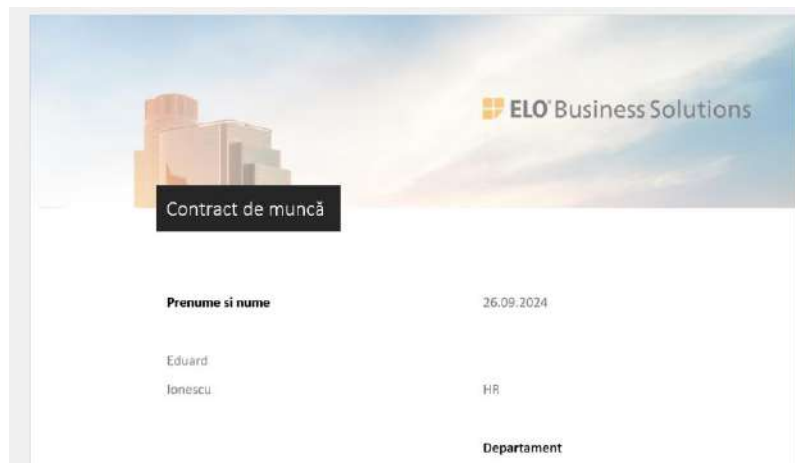 ELO® Business Solutions
Contract de muncă
Prenume si nume
26.09.2024
Eduard
Ionescu
HR
Departament